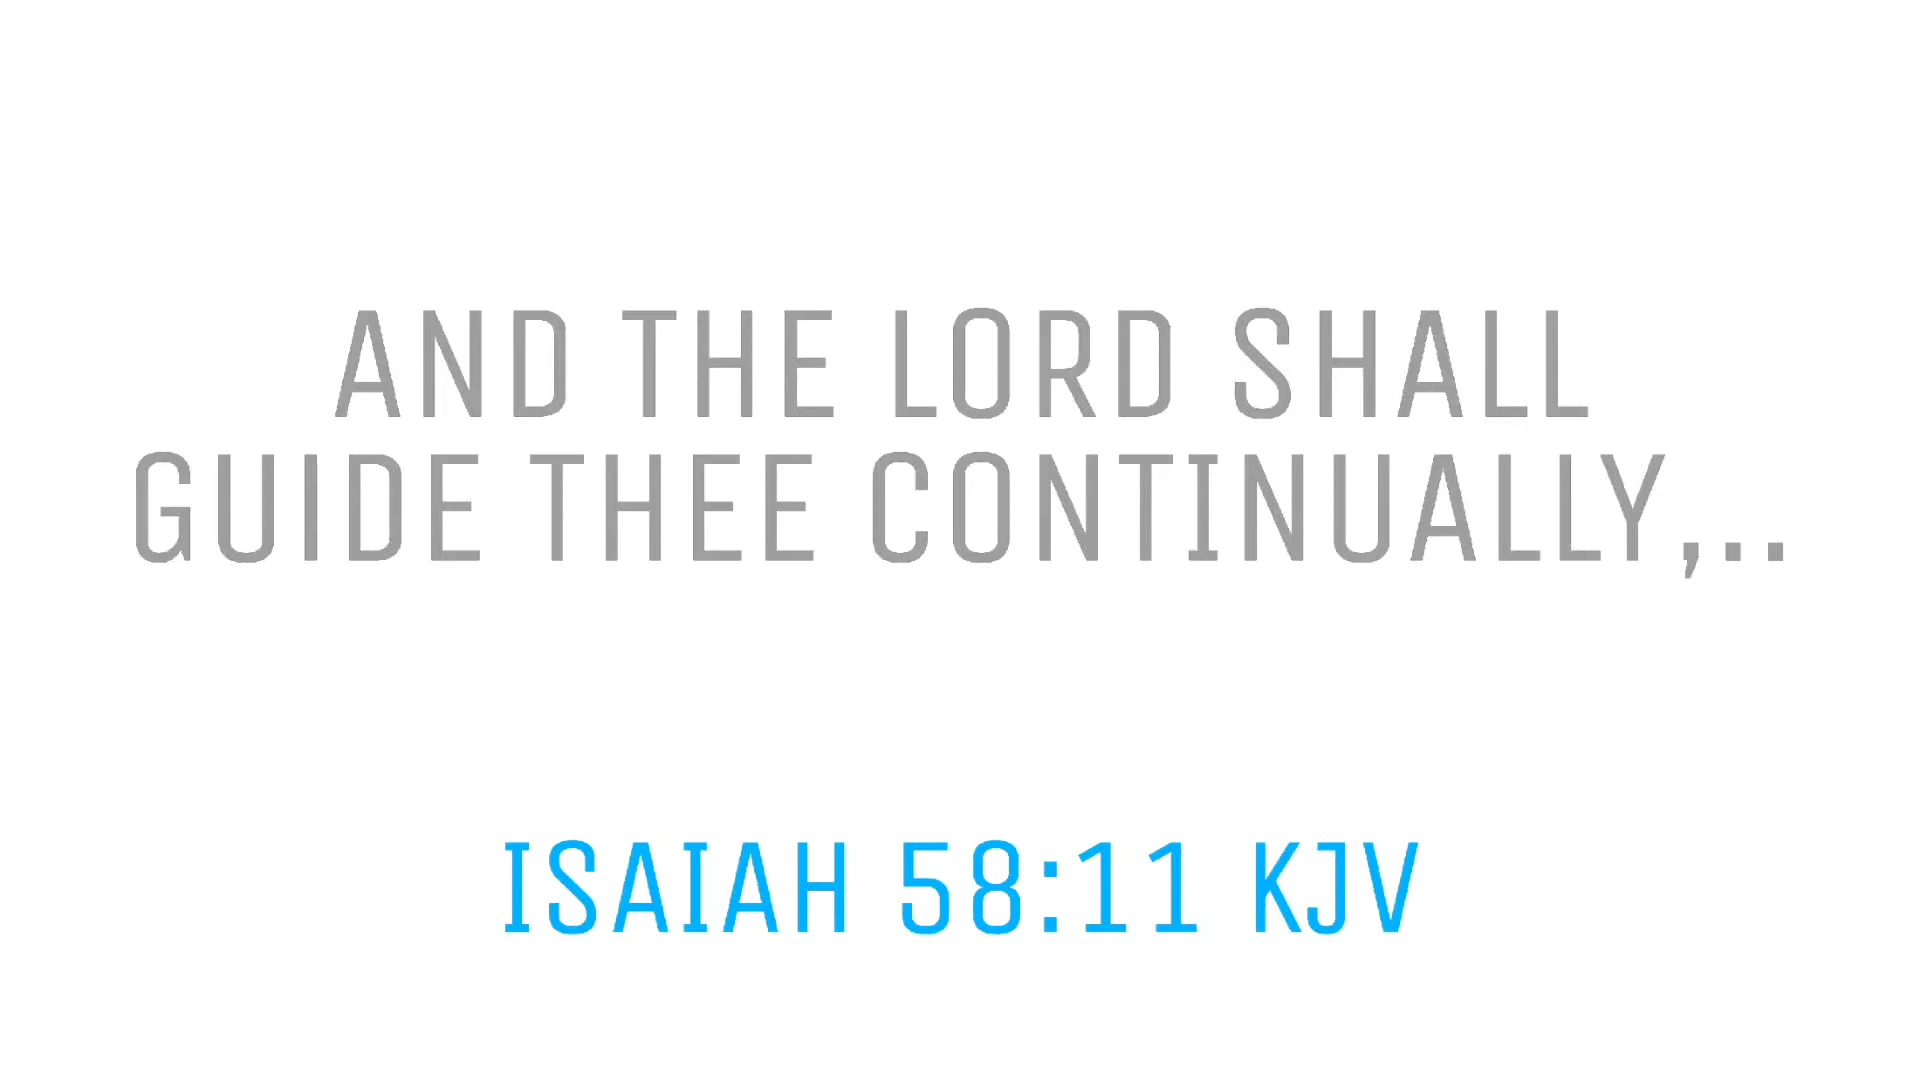 AND THE LORD SHALL
GUIDE THEE CONTINUALLY,..
ISAIAH 58:11 KJV